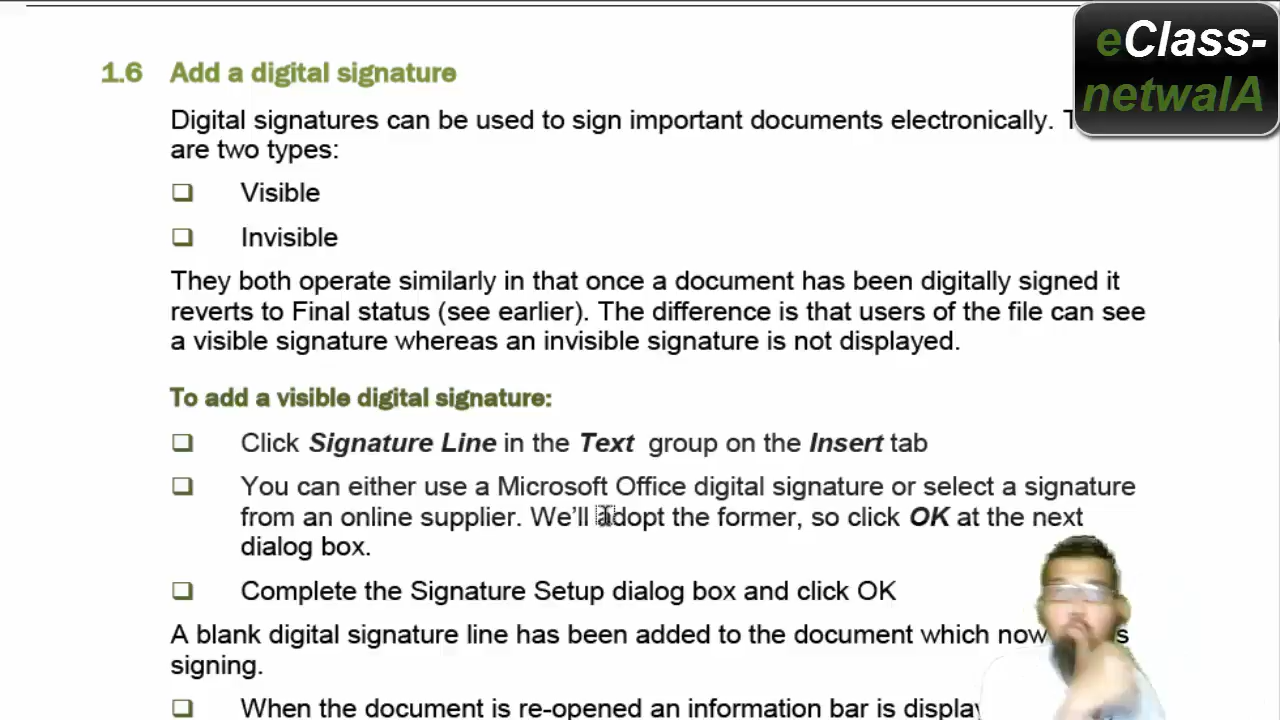 eClass-
netwalA
1.6 Add a digital signature
Digital signatures can be used to sign important documents electronically.
are two types:
❑ Visible
❑ Invisible
They both operate similarly in that once a document has been digitally signed it
reverts to Final status (see earlier). The difference is that users of the file can see
a visible signature whereas an invisible signature is not displayed.
To add a visible digital signature:
❑ Click Signature Line in the Text group on the Insert tab
❑ You can either use a Microsoft Office digital signature or select a signature
from an online supplier. We'll adopt the former, so click OK at the next
dialog box.
❑ Complete the Signature Setup dialog box and click OK
A blank digital signature line has been added to the document which now
signing.
❑ When the document is re-opened an information bar is